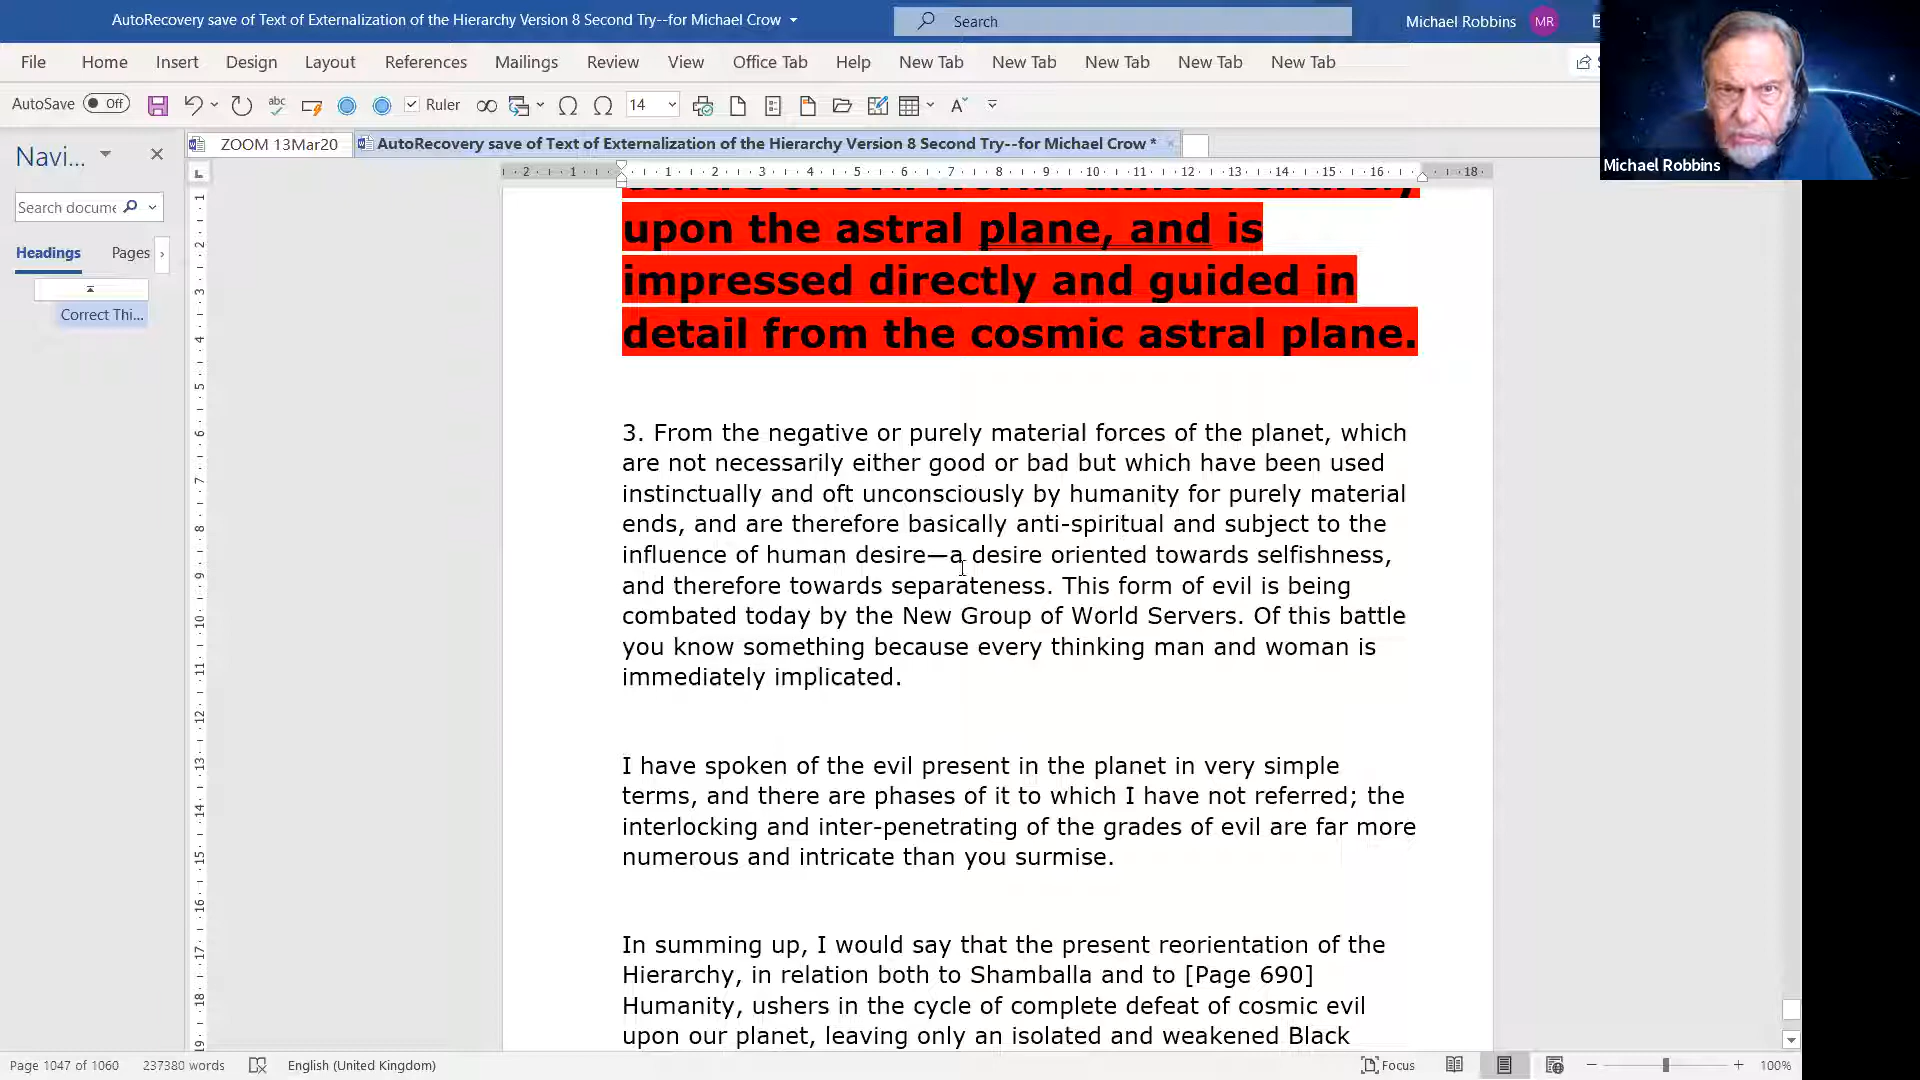 AutoRecovery save of Text of Externalization of the Hierarchy Version 8 Second Try--for Michael Crow
Search
Michael Robbins
MR
File Home Insert Design Layout References Mailings Review View Office Tab Help New Tab New Tab New Tab New Tab New Tab
AutoSave Off
abc
Ruler
14
Michael Robbins
Navi...
ZOOM 13Mar20
AutoRecovery save of Text of Externalization of the Hierarchy Version 8 Second Try--for Michael Crow *
Search docume
Headings Pages
Correct Thi...
centre of evil works almost entirely
upon the astral plane, and is
impressed directly and guided in
detail from the cosmic astral plane.
3. From the negative or purely material forces of the planet, which
are not necessarily either good or bad but which have been used
instinctually and oft unconsciously by humanity for purely material
ends, and are therefore basically anti-spiritual and subject to the
influence of human desire—a desire oriented towards selfishness,
and therefore towards separateness. This form of evil is being
combated today by the New Group of World Servers. Of this battle
you know something because every thinking man and woman is
immediately implicated.
I have spoken of the evil present in the planet in very simple
terms, and there are phases of it to which I have not referred; the
interlocking and inter-penetrating of the grades of evil are far more
numerous and intricate than you surmise.
In summing up, I would say that the present reorientation of the
Hierarchy, in relation both to Shamballa and to [Page 690]
Humanity, ushers in the cycle of complete defeat of cosmic evil
upon our planet, leaving only an isolated and weakened Black
Page 1047 of 1060 237380 words English (United Kingdom) Focus 100%